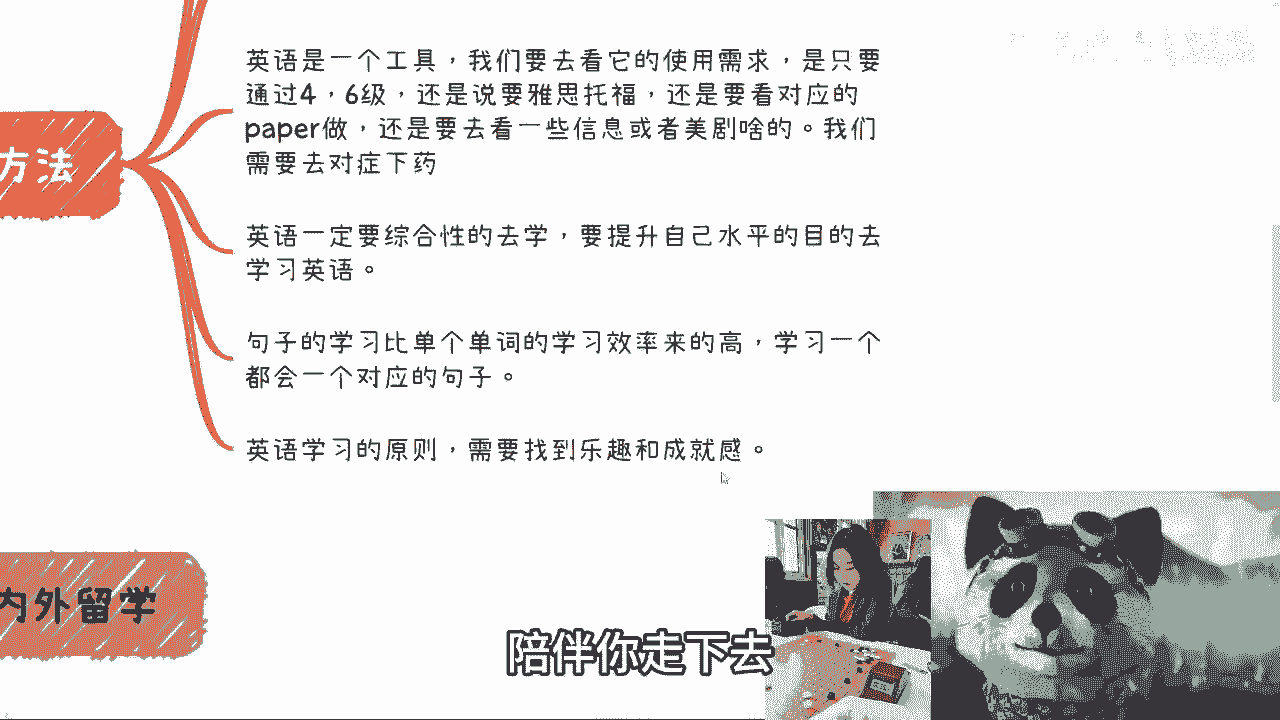 英语是一个工具，我们要去看它的使用需求，是只要
通过4，6级，还是说要雅思托福，还是要看对应的
paper做，还是要去看一些信息或者美剧啥的。我们
需要去对症下药
方法
英语一定要综合性的去学，要提升自己水平的目的去
学习英语。
句子的学习比单个单词的学习效率来的高，学习一个
都会一个对应的句子。
英语学习的原则，需要找到乐趣和成就感。
内外留学
陪伴你走下去